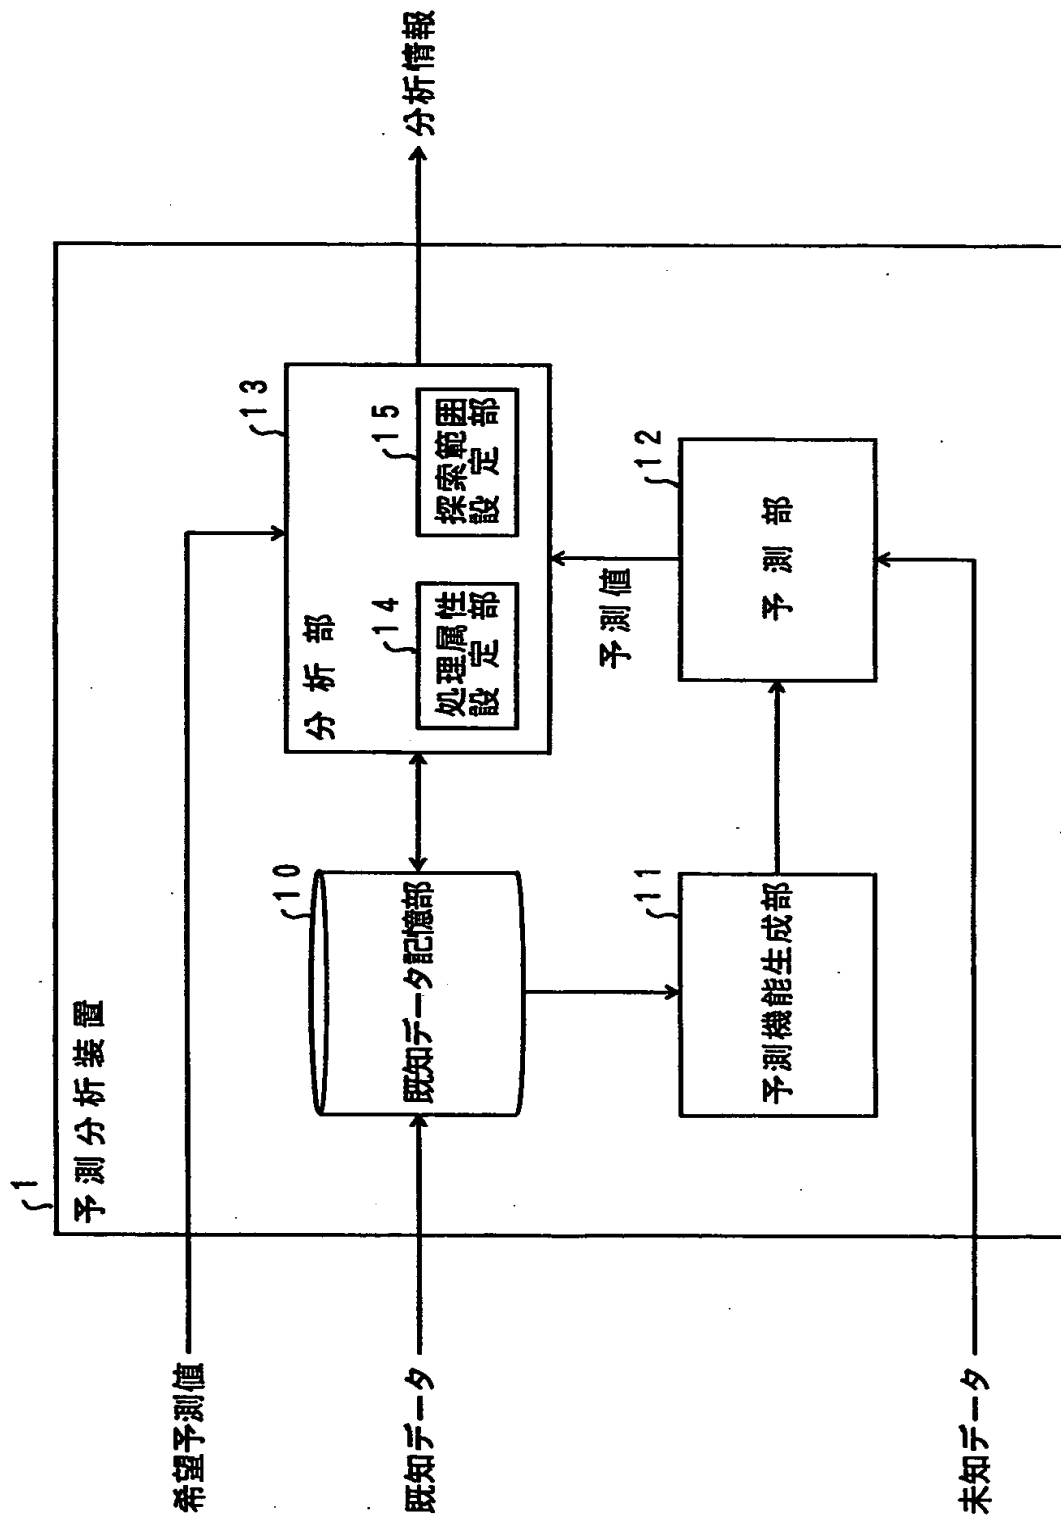 1
予測分析装置
希望予測値
既知データ
未知データ
10
既知データ記憶部
11
予測機能生成部
13
分析部
14
処理属性
設定部
15
探索範囲
設定部
予測値
12
予測部
分析情報